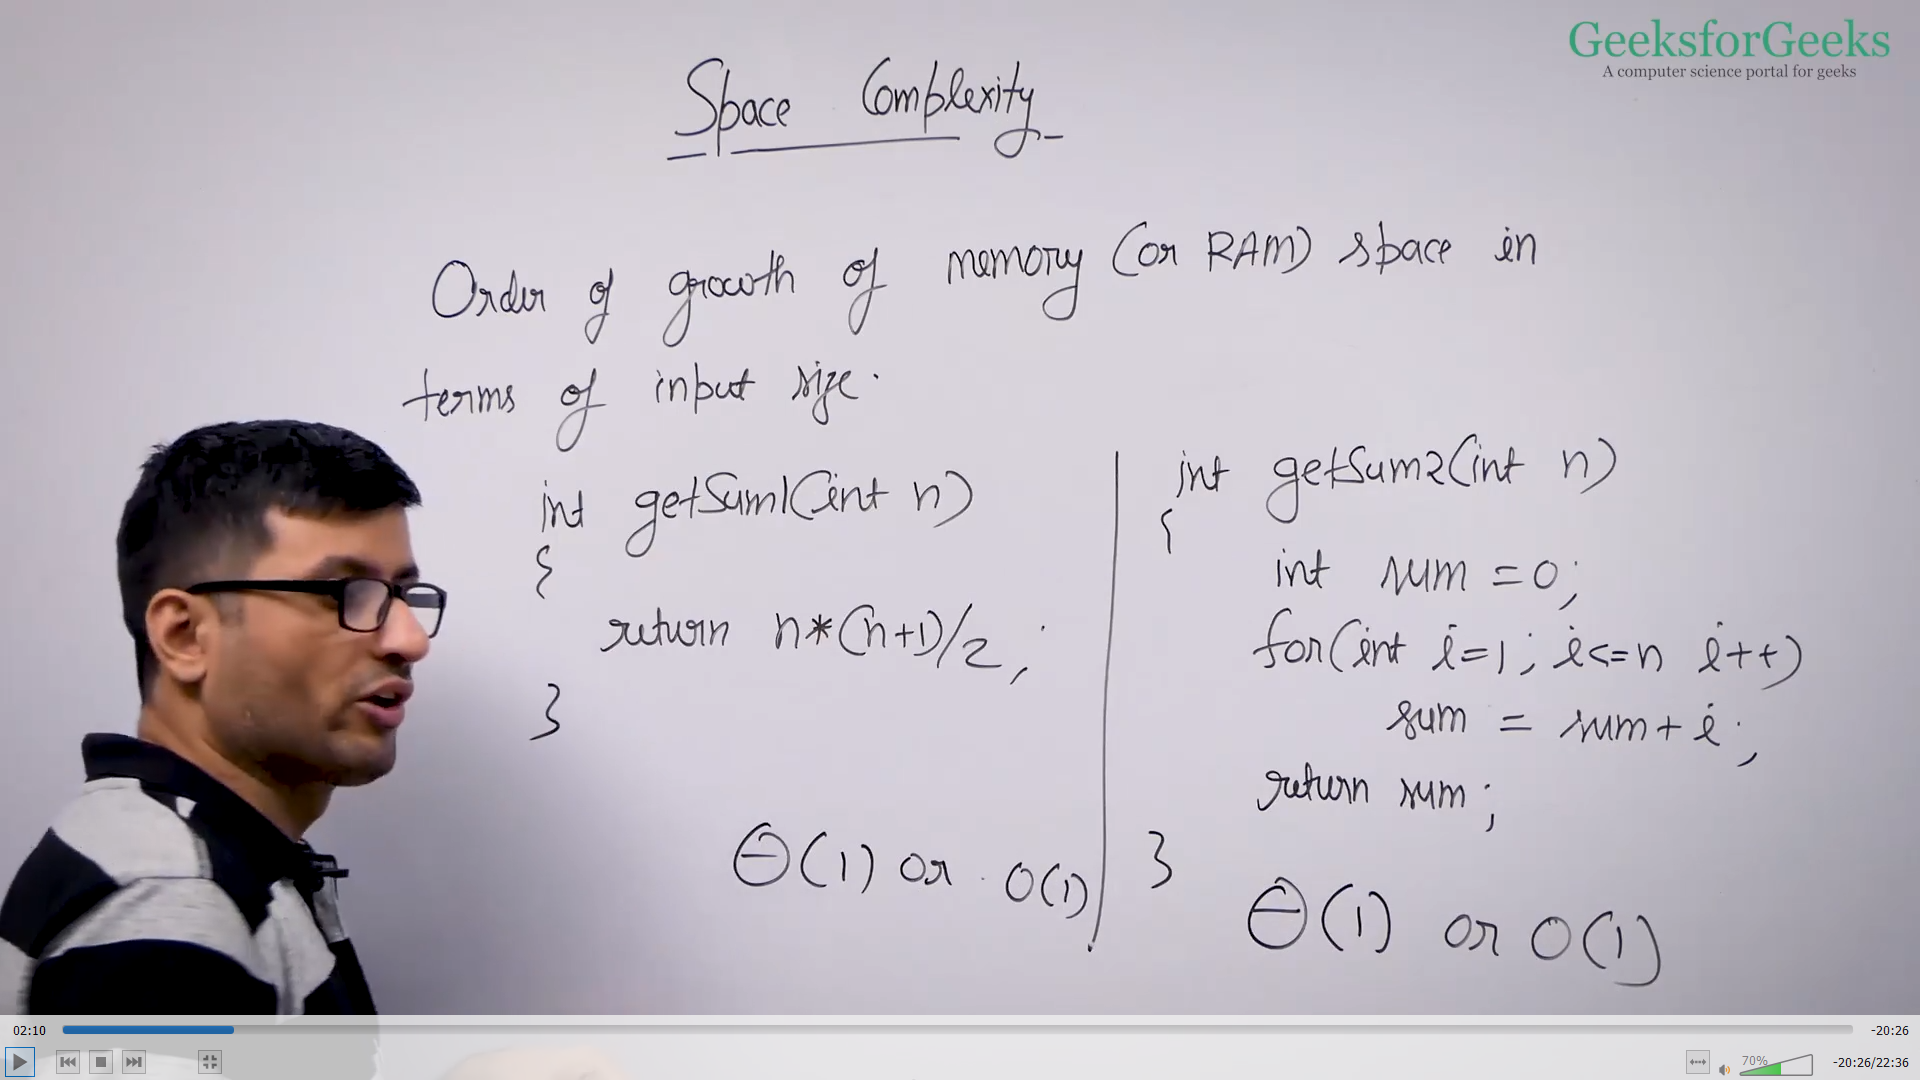 GeeksforGeeks
A computer science portal for geeks
Space Complexity
Order of growth of memory (or RAM) space in
terms of input size.
int getSum1(int n)
{
return n*(n+1)/2;
}
Θ(1) or O(1)
int getSum2(int n)
{
int sum = 0;
for(int i=1; i<=n i++)
sum = sum + i;
return sum;
}
Θ(1) or O(1)
02:10
-20:26
70%
-20:26/22:36